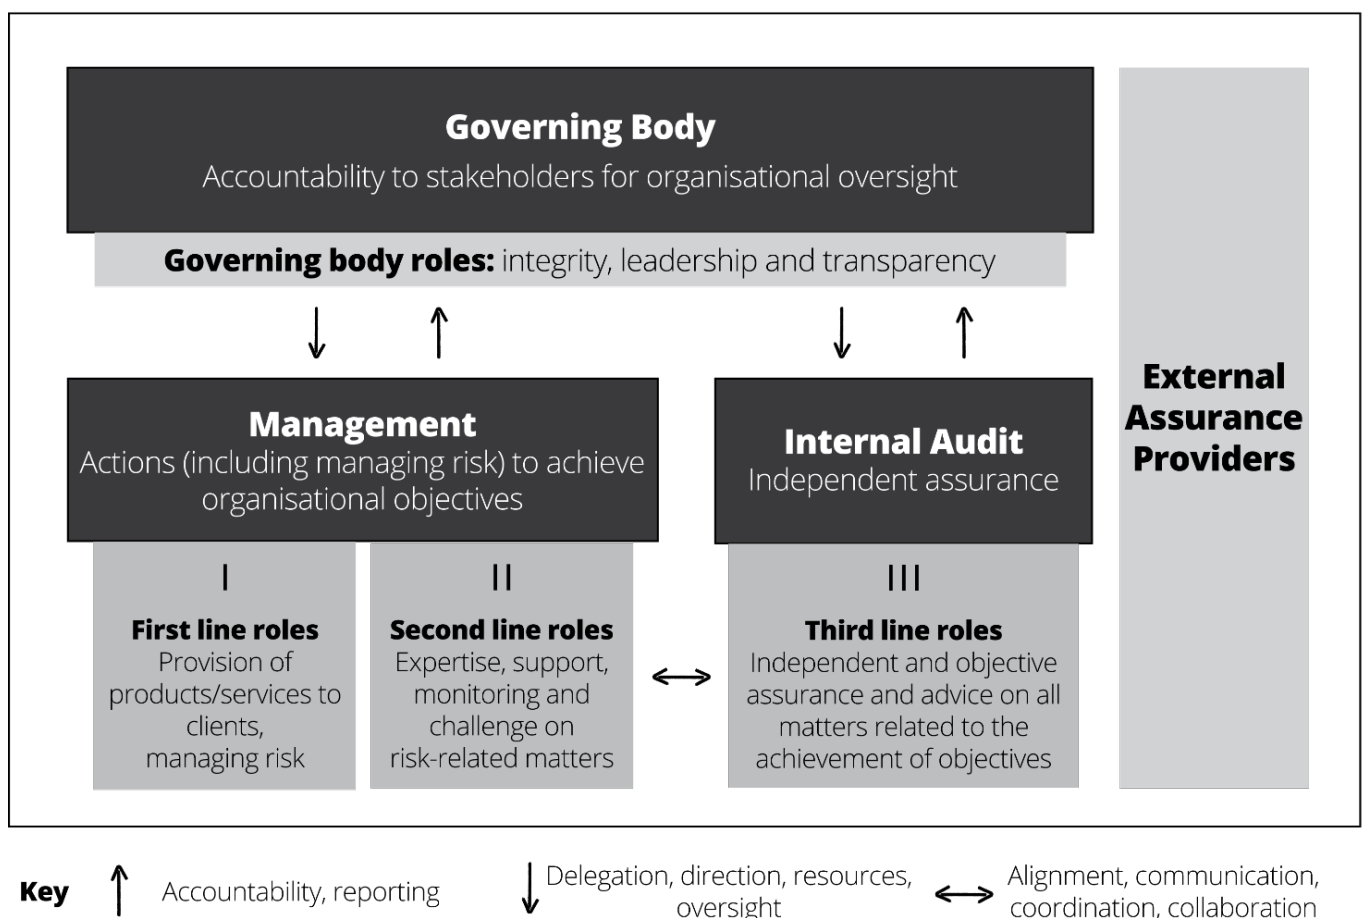 Governing Body
Accountability to stakeholders for organisational oversight
Governing body roles: integrity, leadership and transparency
Management
Actions (including managing risk) to achieve
organisational objectives
Internal Audit
Independent assurance
External
Assurance
Providers
I
First line roles
Provision of
products/services to
clients,
managing risk
II
Second line roles
Expertise, support,
monitoring and
challenge on
risk-related matters
III
Third line roles
Independent and objective
assurance and advice on all
matters related to the
achievement of objectives
Key
Accountability, reporting
Delegation, direction, resources,
oversight
Alignment, communication,
coordination, collaboration